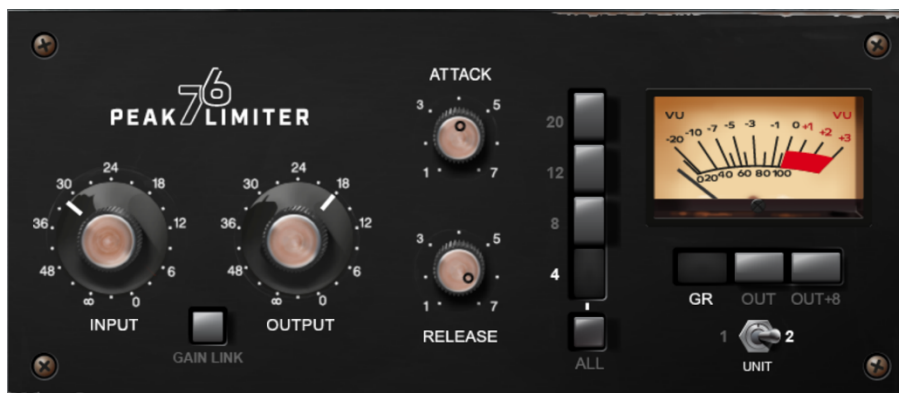 76
PEAK LIMITER
24
30 18
36 12
48 6
∞ 0
INPUT
18
24
30 12
36 6
48 0
∞
OUTPUT
GAIN LINK
ATTACK
3 5
1 7
3 5
1 7
RELEASE
20
12
8
4
ALL
VU VU
-20 -10 -7 -5 -3 -1 0 +1 +2 +3
0 20 40 60 80 100
GR OUT OUT+8
1 2
UNIT